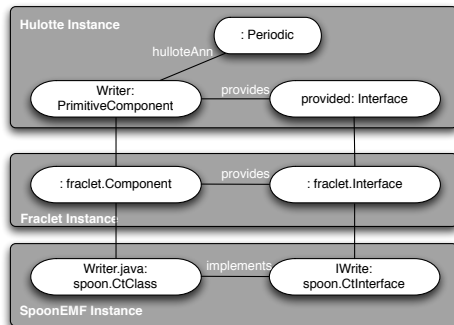 Hulotte Instance
: Periodic
hulloteAnn
Writer:
PrimitiveComponent
provides
provided: Interface
: fraclet.Component
provides
: fraclet.Interface
Fraclet Instance
Writer.java:
spoon.CtClass
implements
IWrite:
spoon.CtInterface
SpoonEMF Instance